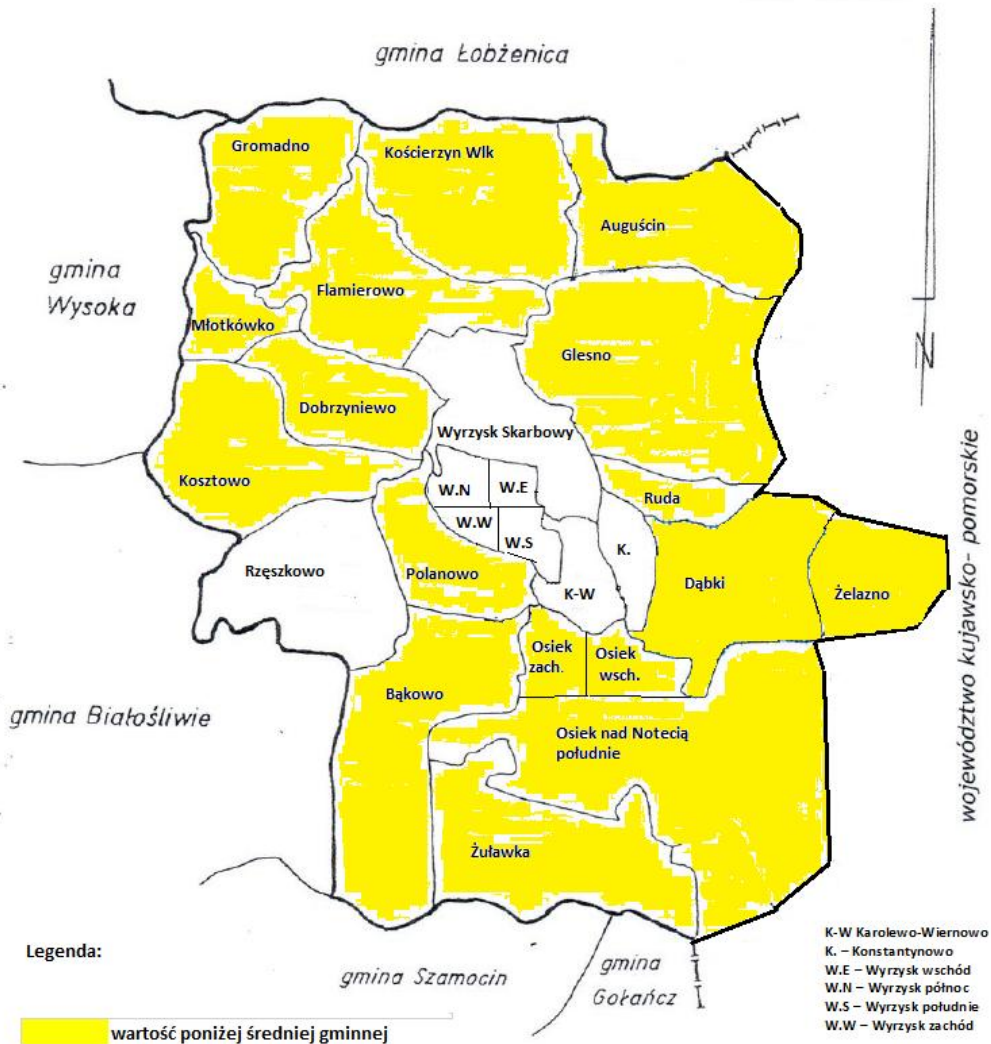 gmina Łobżenica
Gromadno
Kościerzyn Wlk
Auguścin
gmina
Wysoka
Flamierowo
Młotkówko
Glesno
N
Dobrzyniewo
Wyrzysk Skarbowy
Kosztowo
W.N
W.E
Ruda
W.W
W.S
K.
Rzęszkowo
Polanowo
K-W
Dąbki
Żelazno
województwo kujawsko- pomorskie
Osiek
zach.
Osiek
wsch.
Bąkowo
gmina Białośliwie
Osiek nad Notecią
południe
Żuławka
Legenda:
gmina Szamocin
gmina
Gołańcz
K-W Karolewo-Wiernowo
K. – Konstantynowo
W.E – Wyrzysk wschód
W.N – Wyrzysk północ
W.S – Wyrzysk południe
W.W – Wyrzysk zachód
wartość poniżej średniej gminnej